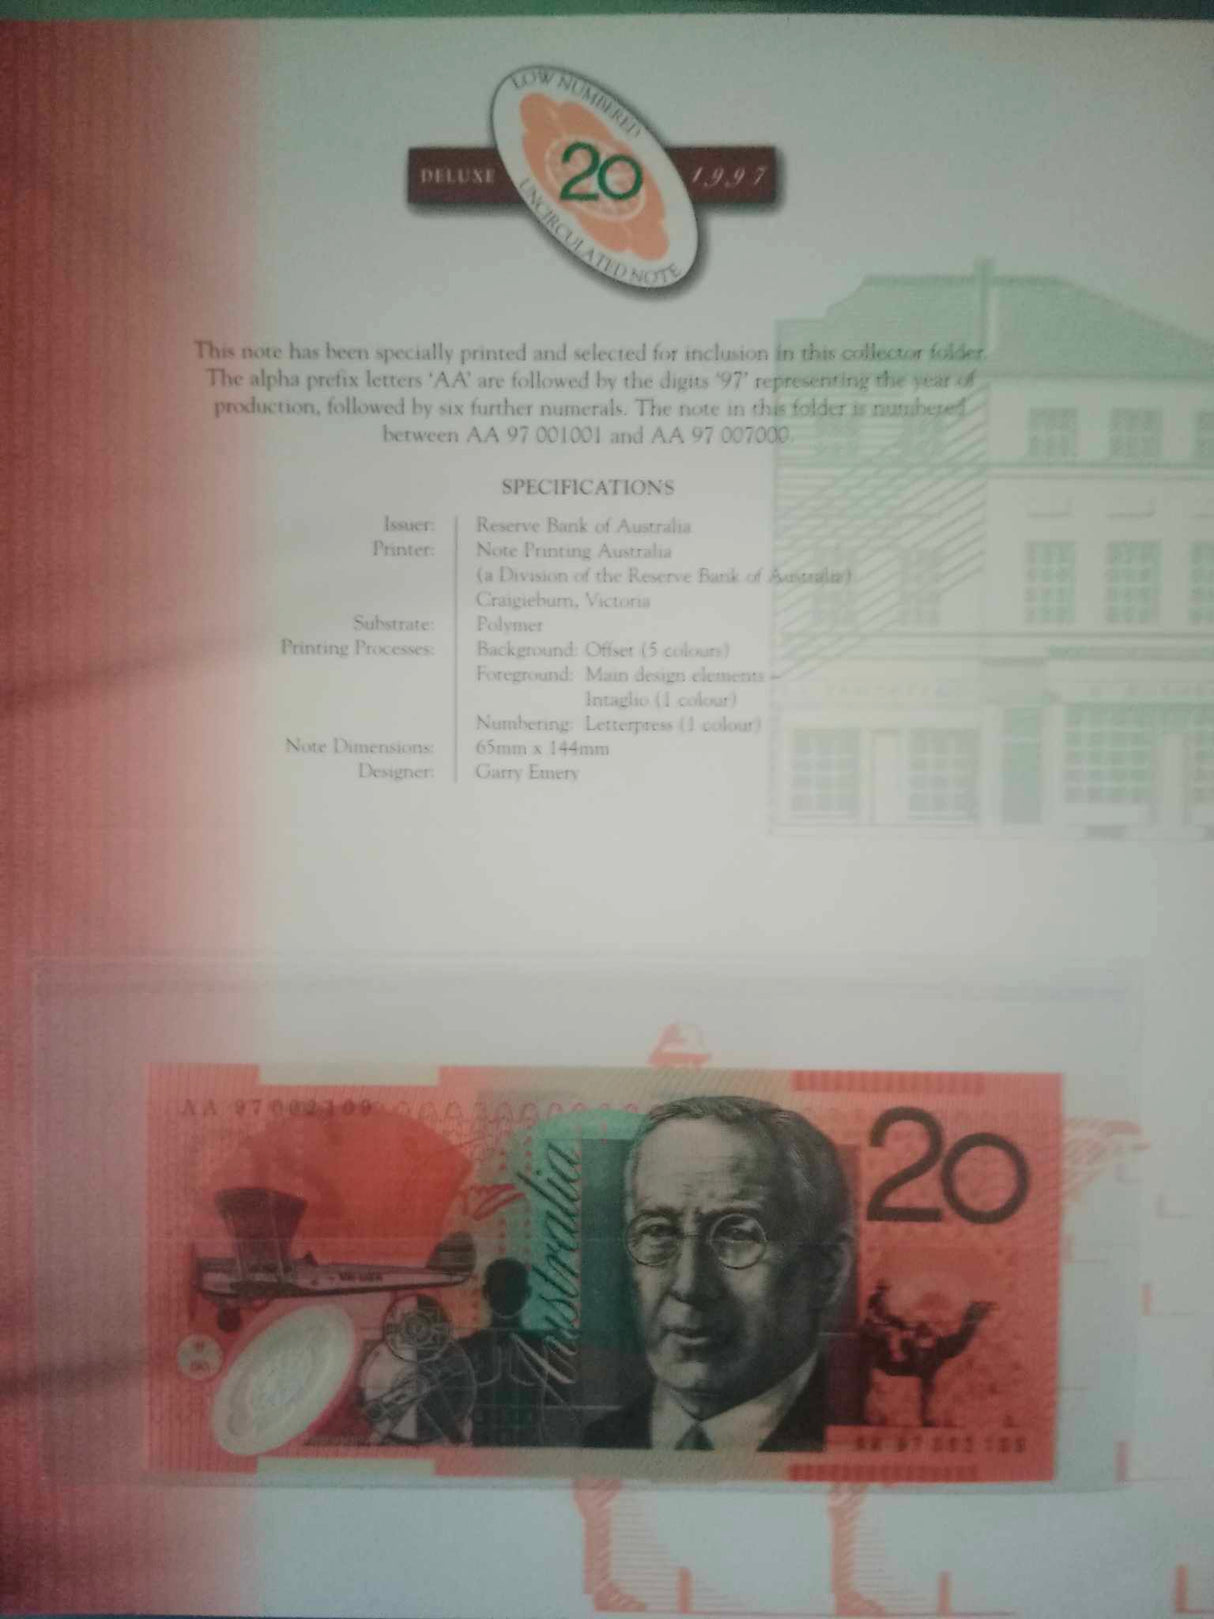 LOW NUMBERED
DELUXE 20 1997
UNCIRCULATED NOTE
This note has been specially printed and selected for inclusion in this collector folder.
The alpha prefix letters 'AA' are followed by the digits '97' representing the year of
production, followed by six further numerals. The note in this folder is numbered
between AA 97 001001 and AA 97 007000.
SPECIFICATIONS
Issuer: Reserve Bank of Australia
Printer: Note Printing Australia
(a Division of the Reserve Bank of Australia)
Craigieburn, Victoria
Substrate: Polymer
Printing Processes: Background: Offset (5 colours)
Foreground: Main design elements –
Intaglio (1 colour)
Numbering: Letterpress (1 colour)
Note Dimensions: 65mm x 144mm
Designer: Garry Emery
AA 97002109
Australia
20